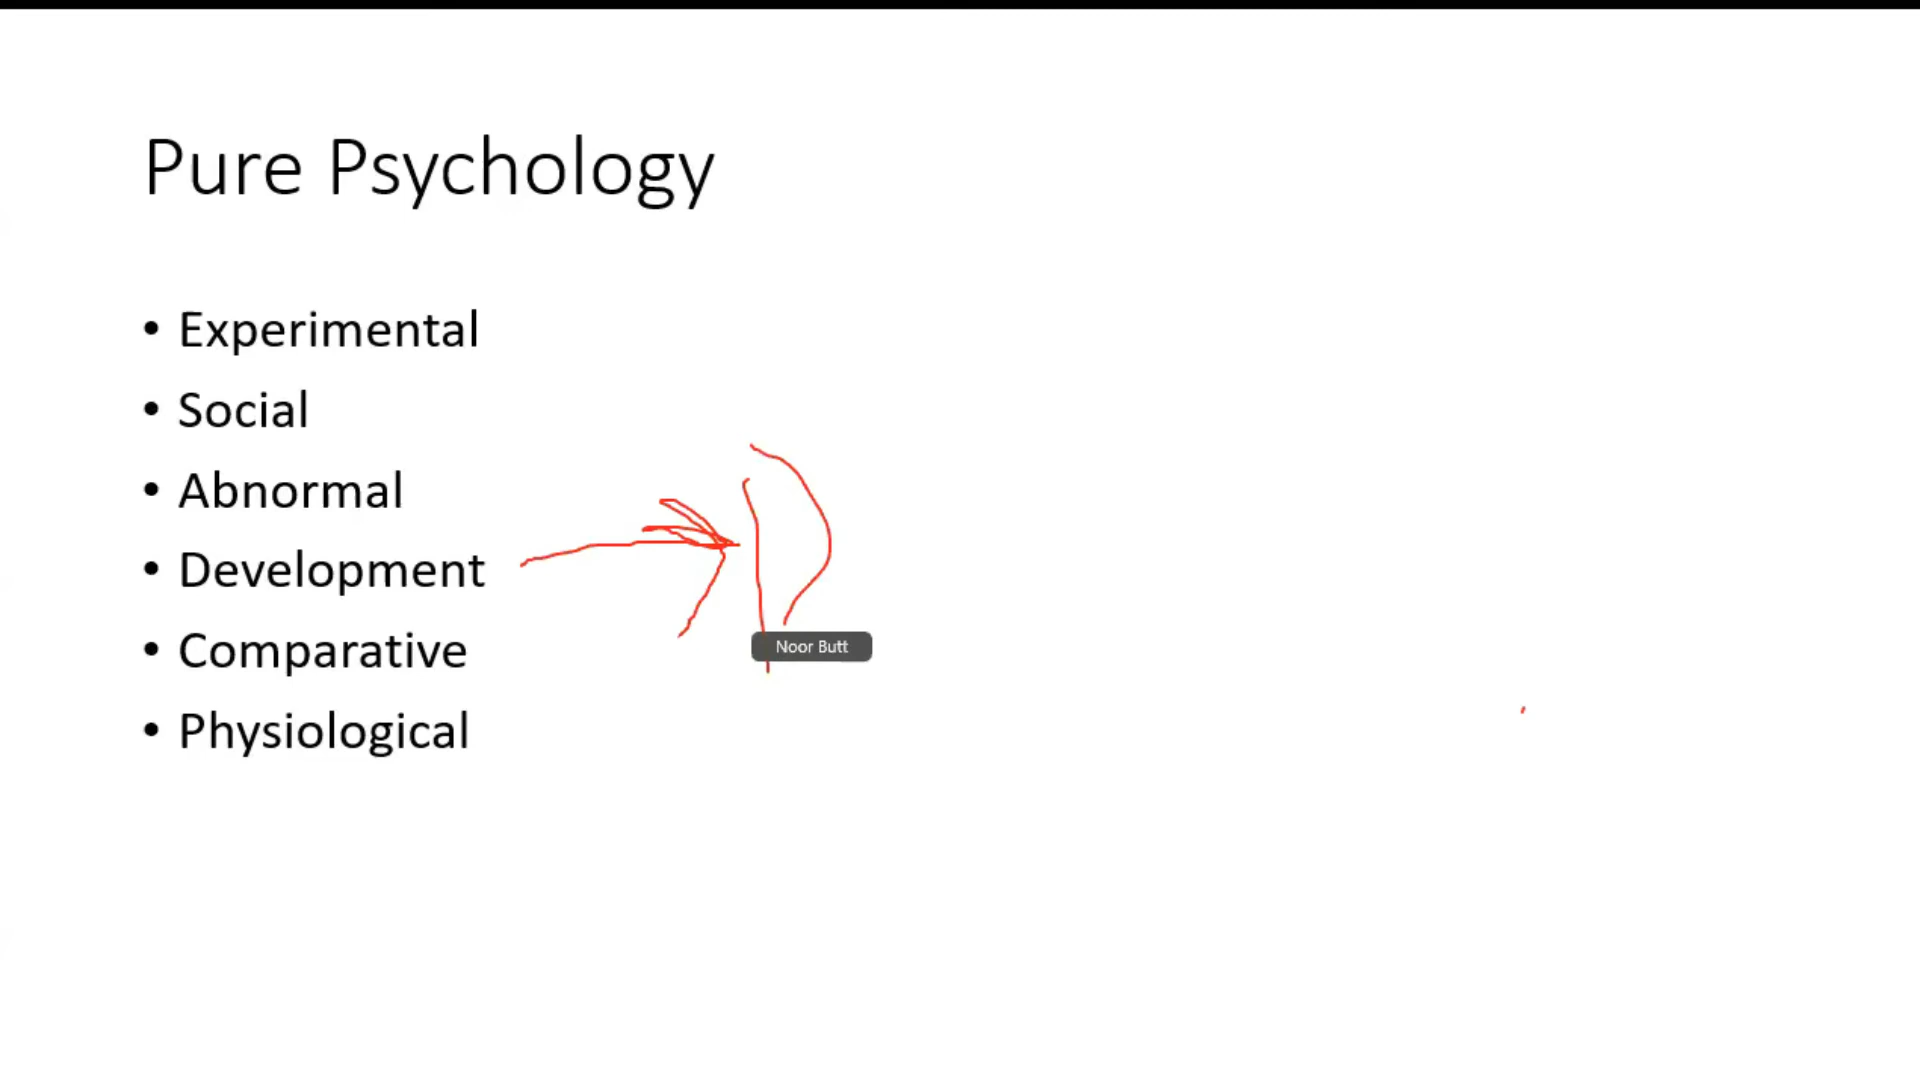 Pure Psychology
• Experimental
• Social
• Abnormal
• Development
• Comparative
• Physiological
Noor Butt